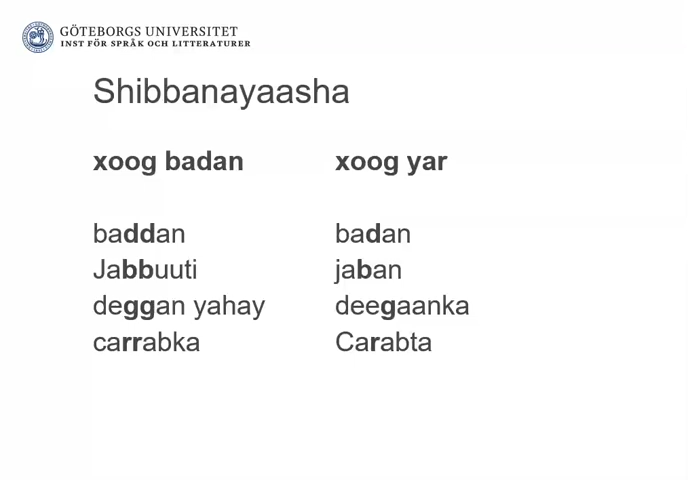 GÖTEBORGS UNIVERSITET
INST FÖR SPRÅK OCH LITTERATURER
Shibbanayaasha
xoog badan xoog yar
baddan badan
Jabbuuti jaban
deggan yahay deegaanka
carrabka Carabta